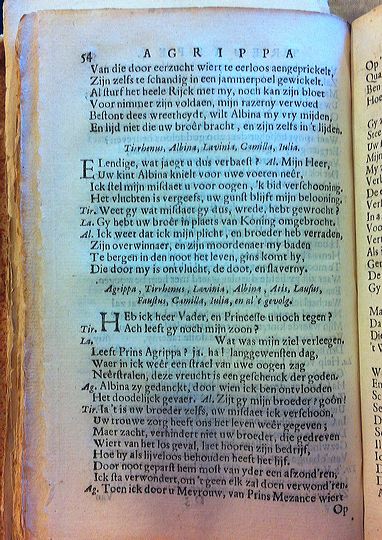 54 AGRIPPA
Van die door eerzucht wiert te eerloos aengeprickelt,
Zijn zelfs te schandig in een jammerpoel gewickelt.
Al sturf het heele Rijck met my, noch kan zijn bloet
Voor nimmer zijn voldaen, mijn razerny verwoed
Bestont dees wreetheydt, wilt Albina my vry mijden,
En lijd niet die uw broêr bracht, en zijn zelfs in 't lijden.
Tirrhenus, Albina, Lavinia, Camilla, Iulia.
ELendige, wat jaegt u dus verbaest? Al. Mijn Heer,
Uw kint Albina knielt voor uwe voeren neêr,
Ick stel mijn misdaet u voor oogen, 'k bid verschooning,
Het vluchten is vergeefs, uw gunst blijft mijn belooning.
Tir. Weet gy wat misdaet gy dus, wrede, hebt gewrocht?
La. Gy hebt uw broêr in plaets van Koning omgebrocht.
Al. Ick weet dat ick mijn plicht, en broeder heb verraden,
Zijn overwinnaer, en zijn moordenaer my baden
Te bergen in den noot het leven, gins komt hy,
Die door my is ontvlucht, de doot, en slaverny.
Agrippa, Tirrhenus, Lavinia, Albina, Atis, Lausus,
Faustus, Camilla, Iulia, en al 't gevolg.
HEb ick heer Vader, en Princesse u noch tegen?
Tir. Ach leeft gy noch mijn zoon?
La. Wat was mijn ziel verleegen.
Leeft Prins Agrippa? ja. ha! langgewensten dag,
Waer in ick weêr een strael van uwe oogen zag
Neêrstralen, deze vreucht is een geschenck der goden.
Ag. Albina zy gedanckt, door wien ick ben ontvlooden
Het doodelijck gevaer. Al. Zijt gy mijn broeder? goôn!
Tir. Ja 't is uw broeder zelfs, uw misdaet ick verschoon,
Uw trouwe zorg heeft ons het leven weêr gegeven;
Maer zacht, verhindert niet uw broeder, die gedreven
Wiert van het los geval, laet hooren zijn bedrijf,
Hoe hy als lijveloos behouden heeft het lijf.
Door noot gepast hem most van yder een afzond'ren,
Ick sta verwondert, om 't geen elk zal doen verwond'ren.
Ag. Toen ick door u Mevrouw, van Prins Mezance wiert
Op